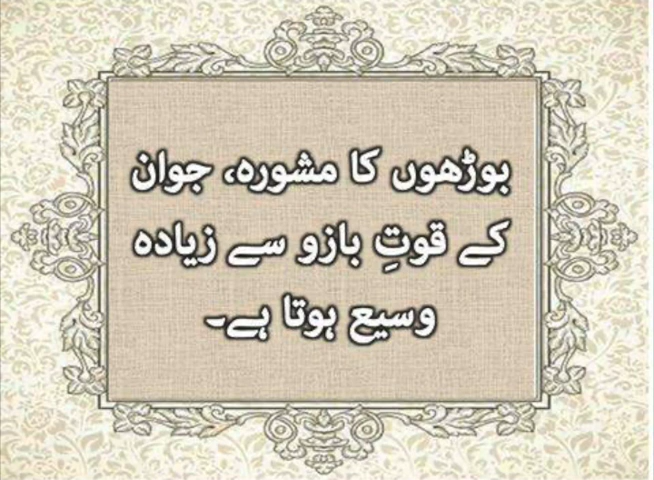 بوڑھوں کا مشورہ، جوان
کے قوتِ بازو سے زیادہ
وسیع ہوتا ہے۔